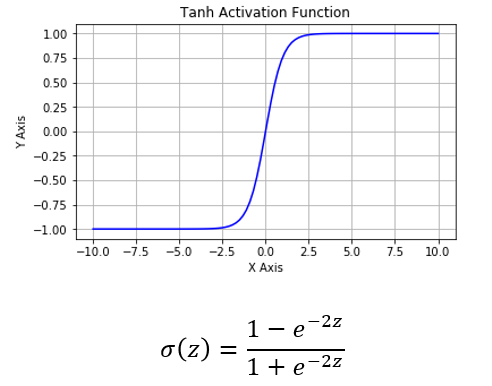 Tanh Activation Function
1.00
0.75
0.50
0.25
0.00
−0.25
−0.50
−0.75
−1.00
Y Axis
−10.0 −7.5 −5.0 −2.5 0.0 2.5 5.0 7.5 10.0
X Axis
σ(z) = (1 − e^{−2z}) / (1 + e^{−2z})